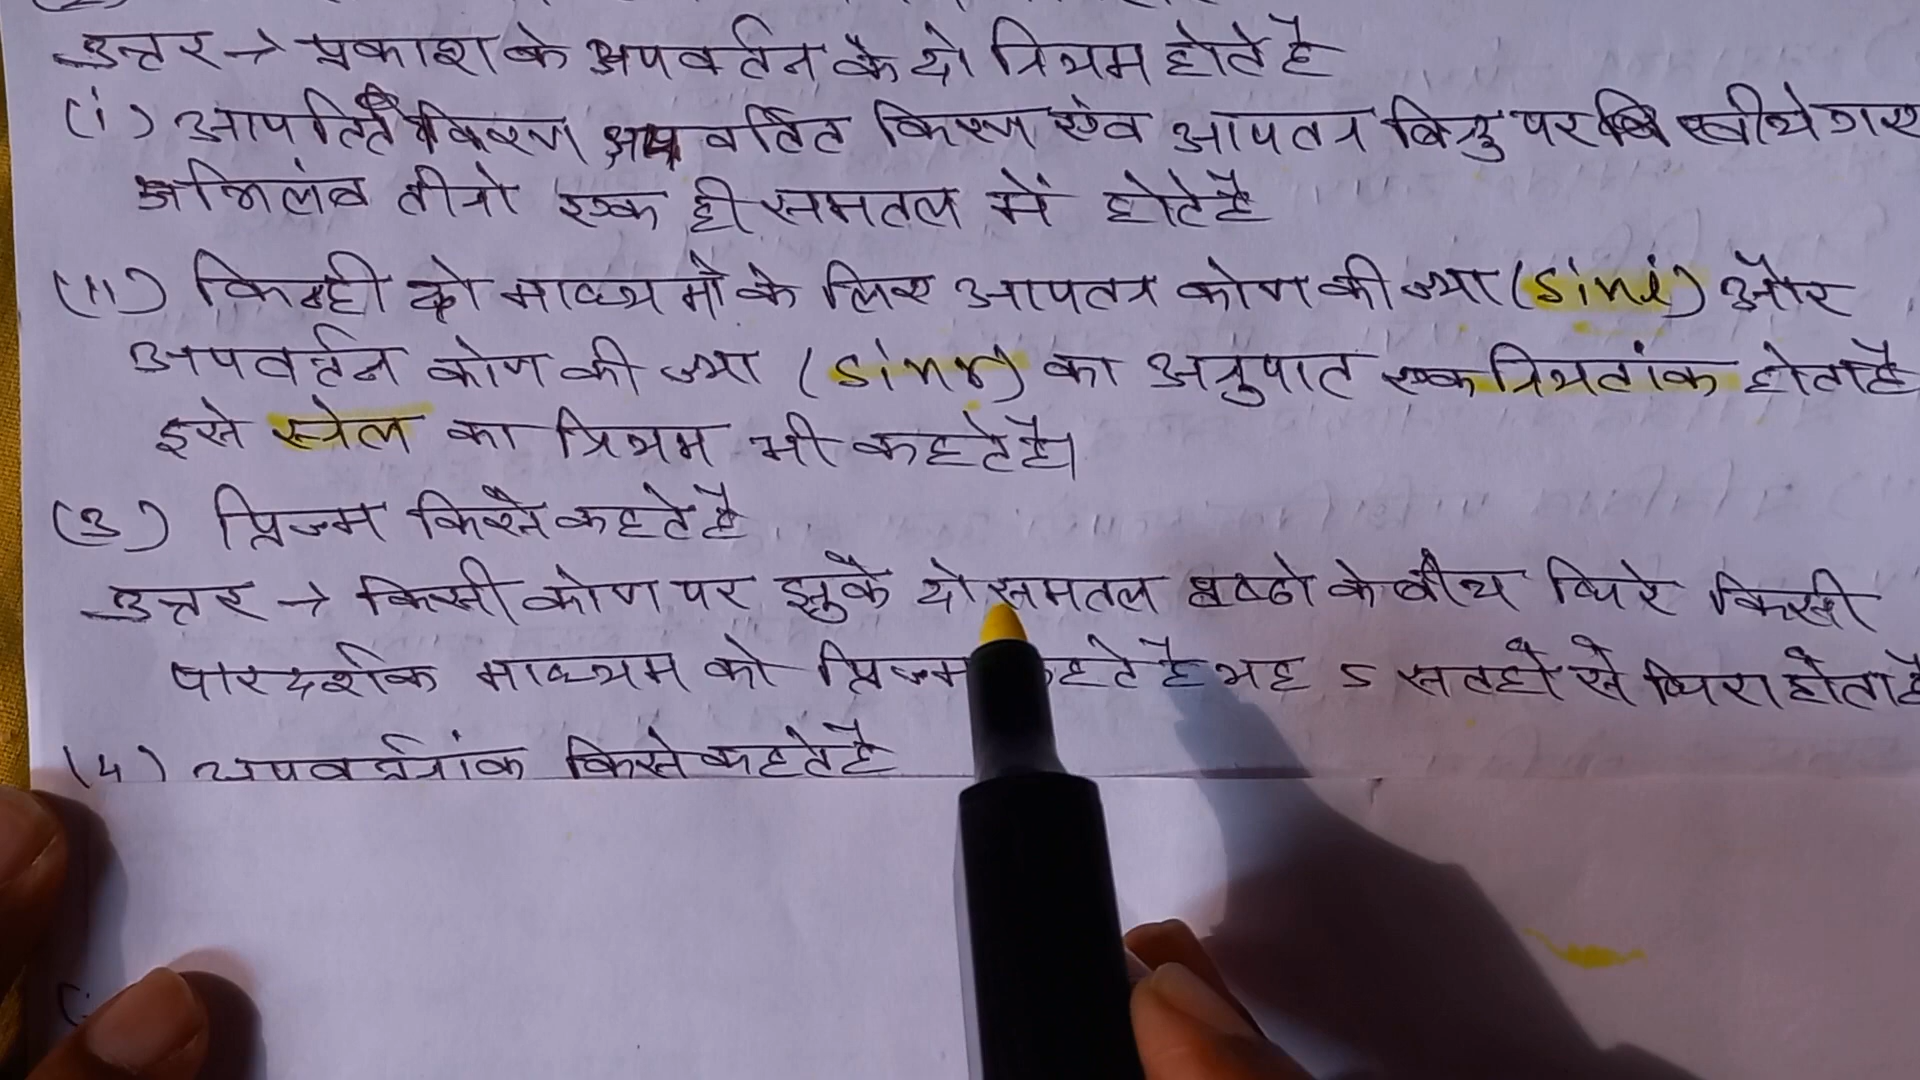 उत्तर → प्रकाश के अपवर्तन के दो नियम होते है
(i) आपतित किरण अपवर्तित किरण एंव आपतन बिन्दु पर खीचे गए
अभिलंब तीनो एक ही समतल में होते है
(ii) किन्ही दो माध्यमों के लिए आपतन कोण की ज्या (sin i) और
अपवर्तन कोण की ज्या (sin r) का अनुपात एक नियतांक होता है
इसे स्नेल का नियम भी कहते है।
(3) प्रिज्म किसे कहते है
उत्तर → किसी कोण पर झुके दो समतल पृष्ठो के बीच घिरे किसी
पारदर्शक माध्यम को प्रिज्म कहते है यह 5 सतहो से घिरा होता है
(4) अपवर्तनांक किसे कहते है